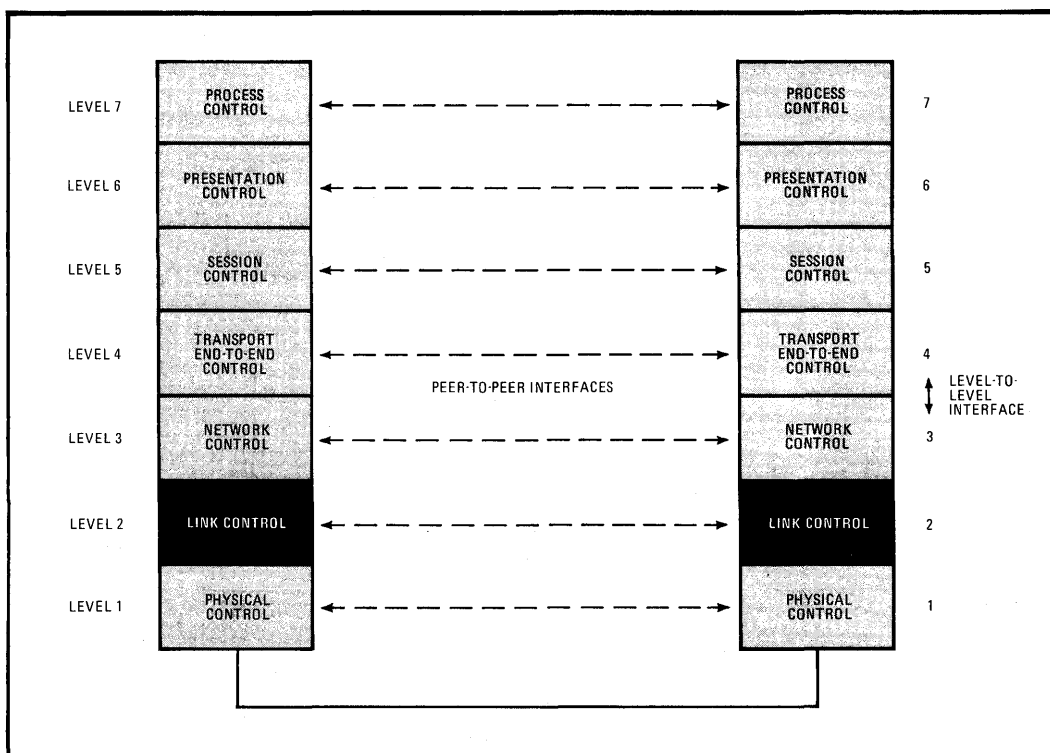 LEVEL 7
PROCESS
CONTROL
PROCESS
CONTROL
7
LEVEL 6
PRESENTATION
CONTROL
PRESENTATION
CONTROL
6
LEVEL 5
SESSION
CONTROL
SESSION
CONTROL
5
LEVEL 4
TRANSPORT
END-TO-END
CONTROL
TRANSPORT
END-TO-END
CONTROL
4
PEER-TO-PEER INTERFACES
LEVEL-TO-
LEVEL
INTERFACE
LEVEL 3
NETWORK
CONTROL
NETWORK
CONTROL
3
LEVEL 2
LINK CONTROL
LINK CONTROL
2
LEVEL 1
PHYSICAL
CONTROL
PHYSICAL
CONTROL
1